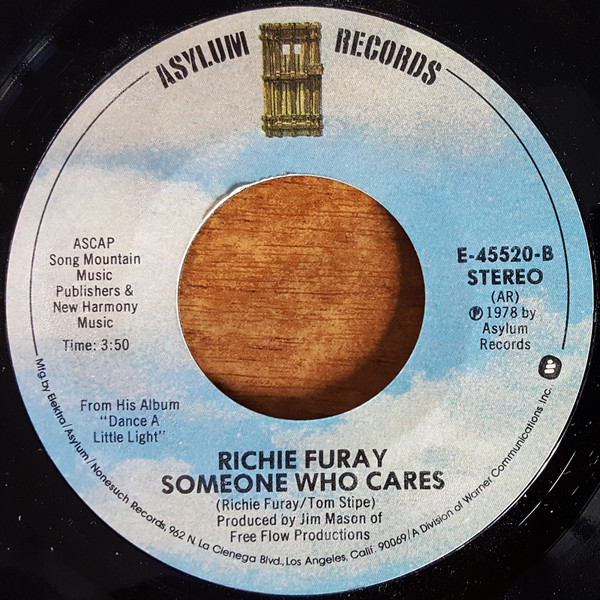 ASYLUM RECORDS
ASCAP
Song Mountain
Music
Publishers &
New Harmony
Music
Time: 3:50
From His Album
"Dance A
Little Light"
E-45520-B
STEREO
(AR)
℗ 1978 by
Asylum
Records
RICHIE FURAY
SOMEONE WHO CARES
(Richie Furay/Tom Stipe)
Produced by Jim Mason of
Free Flow Productions
Mfg by Elektra/Asylum/Nonesuch Records, 962 N. La Cienega Blvd., Los Angeles, Calif. 90069/A Division of Warner Communications Inc.